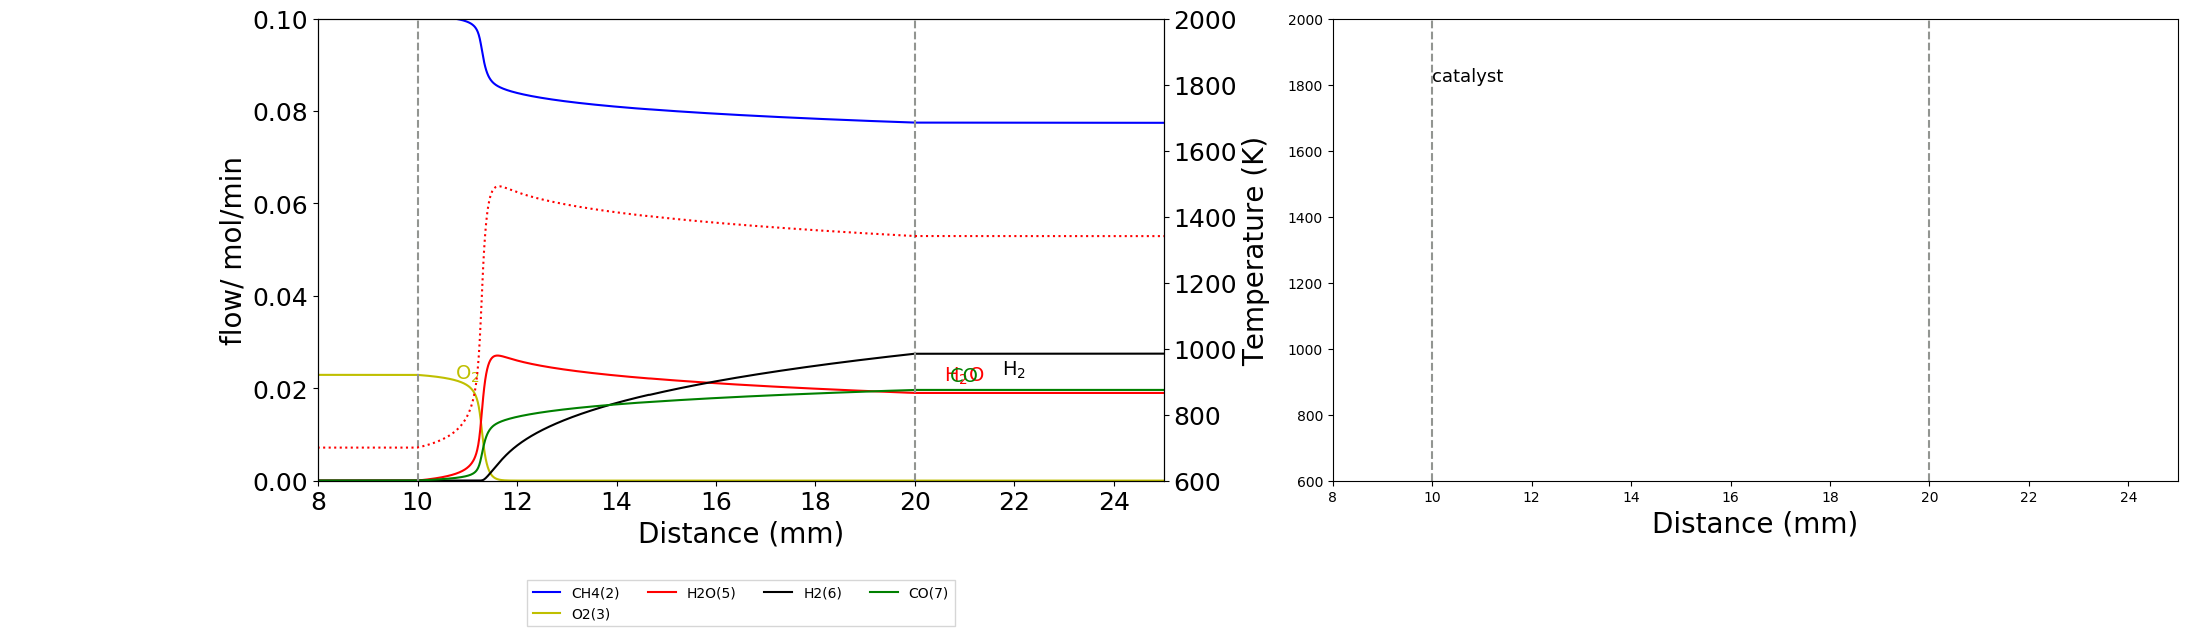 flow/ mol/min
0.10
0.08
0.06
0.04
0.02
0.00
8 10 12 14 16 18 20 22 24
Distance (mm)
O₂
H₂O
CO
H₂
2000
1800
1600
1400
1200
1000
800
600
Temperature (K)
CH4(2) H2O(5) H2(6) CO(7)
O2(3)
2000
1800
1600
1400
1200
1000
800
600
catalyst
8 10 12 14 16 18 20 22 24
Distance (mm)